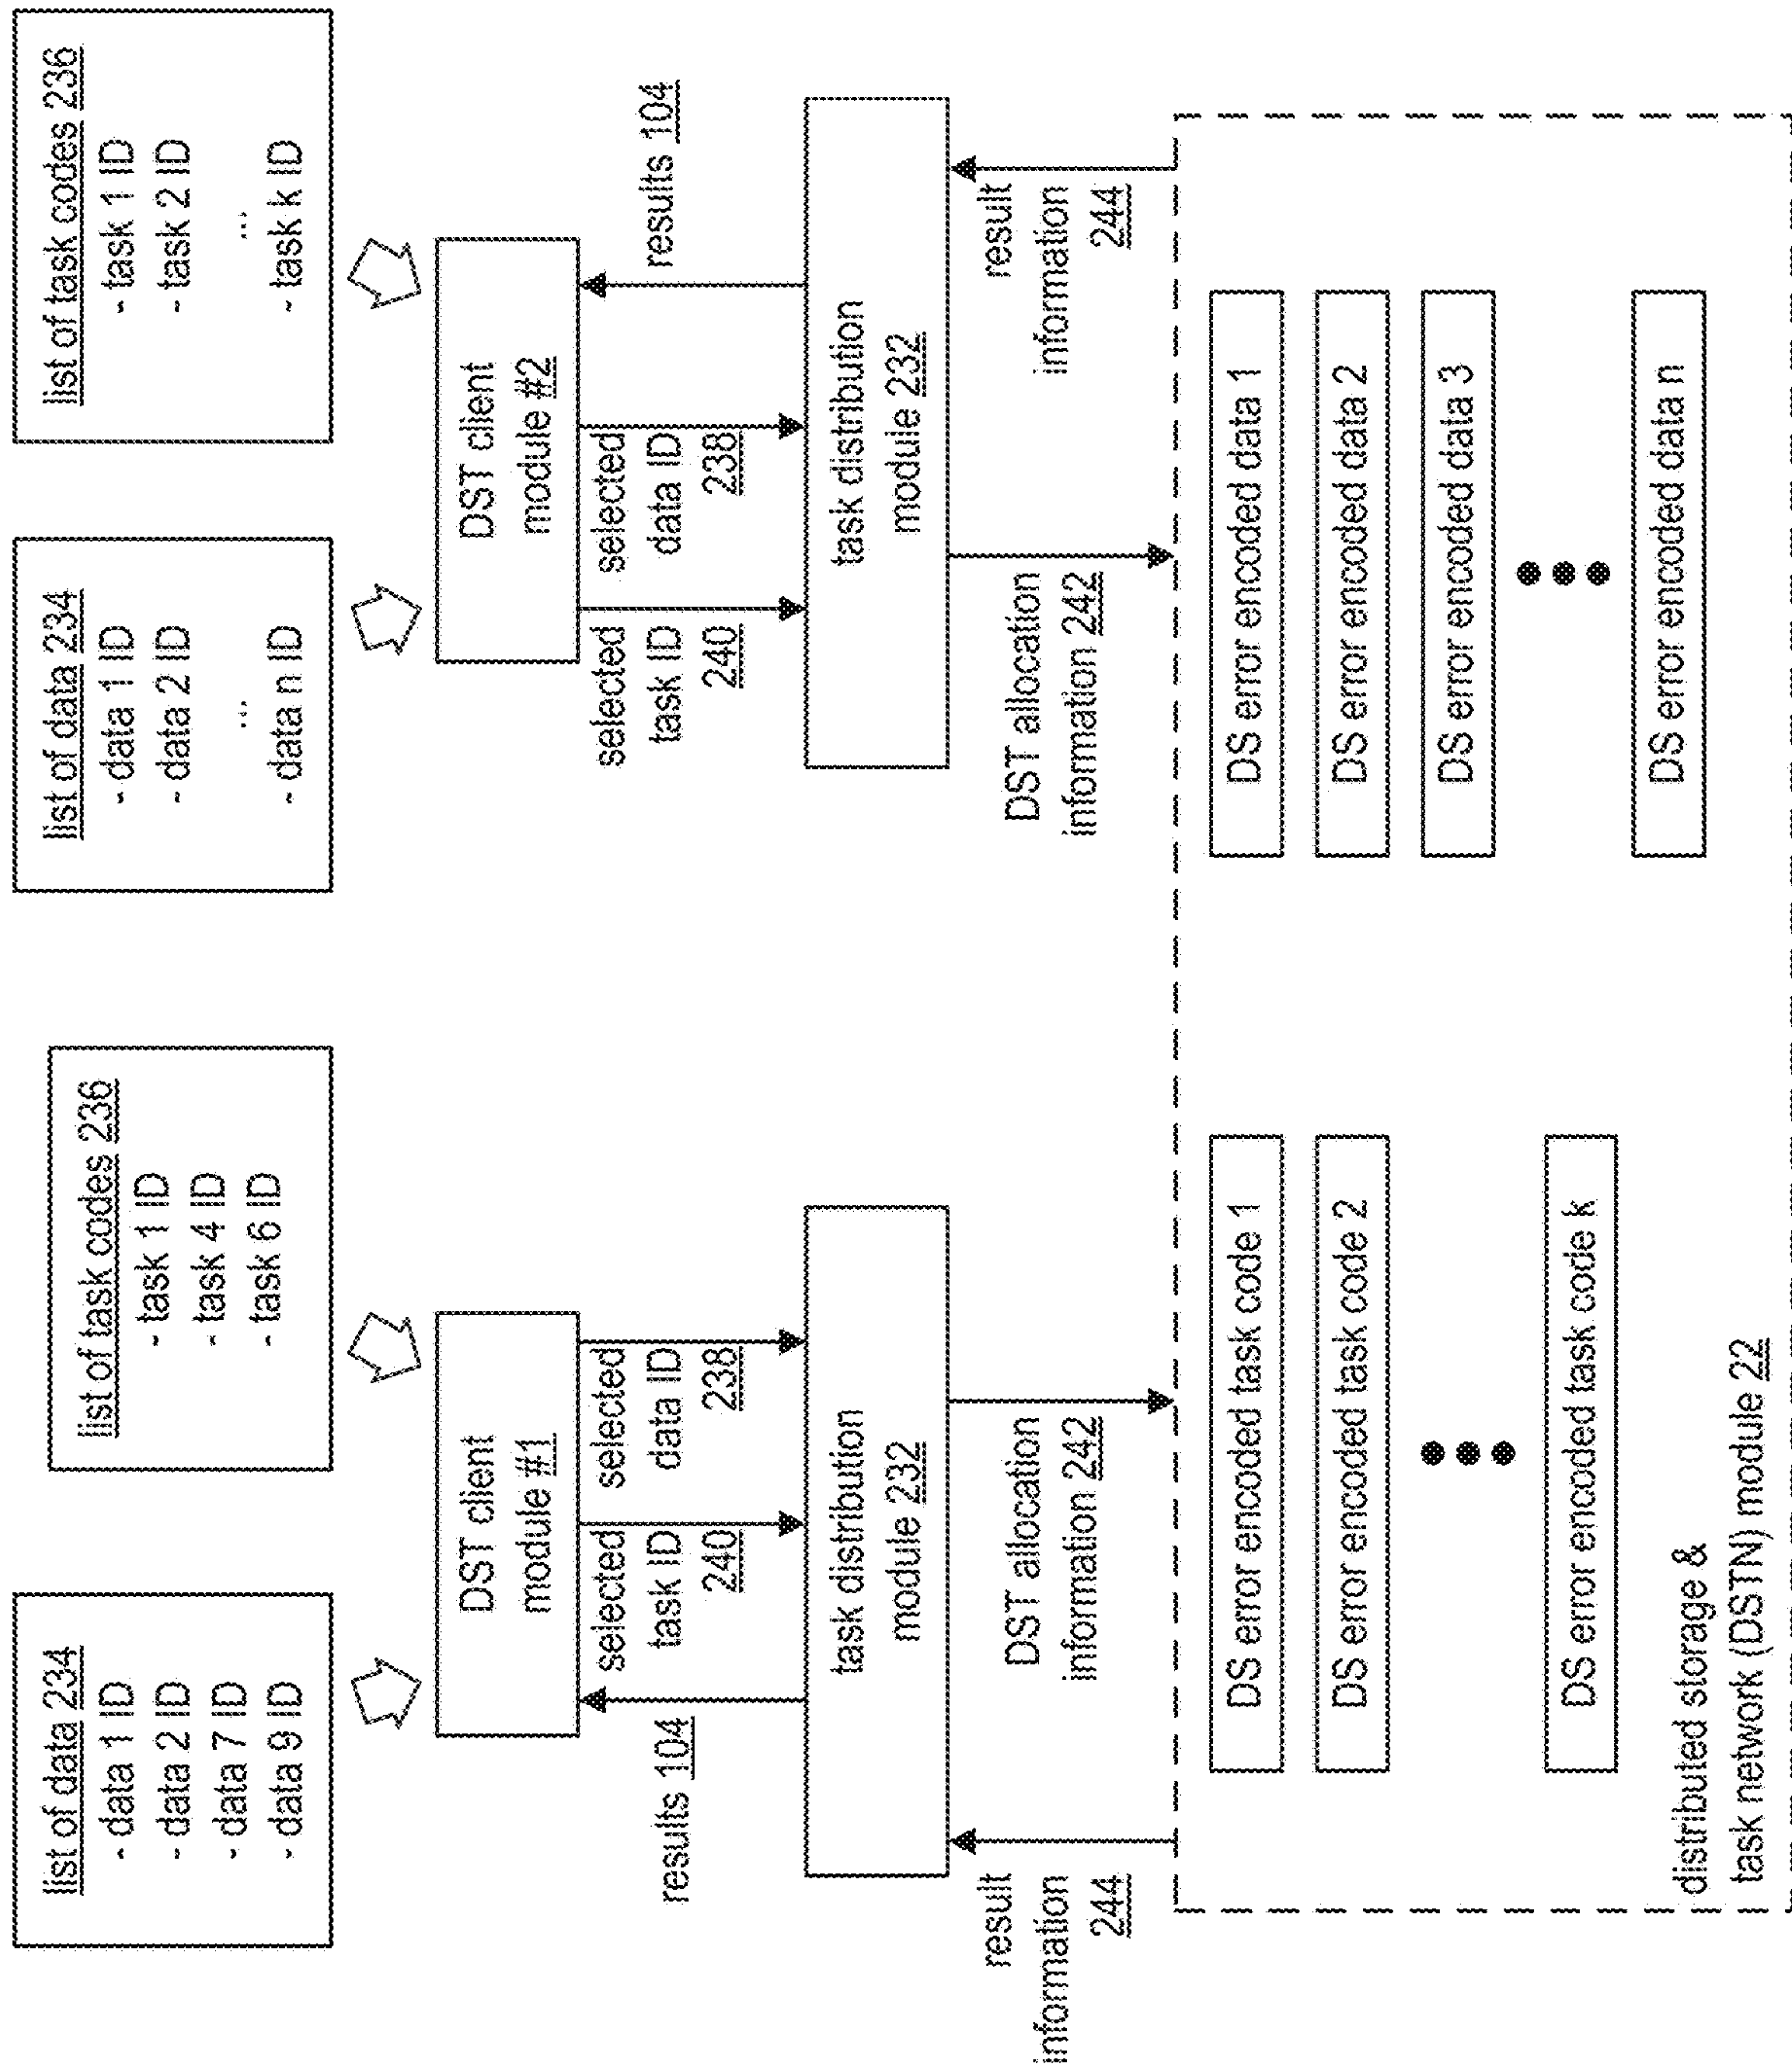 list of data 234
- data 1 ID
- data 2 ID
- data 7 ID
- data 9 ID
list of task codes 236
- task 1 ID
- task 4 ID
- task 6 ID
list of data 234
- data 1 ID
- data 2 ID
...
- data n ID
list of task codes 236
- task 1 ID
- task 2 ID
...
- task k ID
DST client
module #1
DST client
module #2
results 104
selected
task ID
240
selected
data ID
238
selected
task ID
240
selected
data ID
238
results 104
task distribution
module 232
task distribution
module 232
result
information
244
DST allocation
information 242
DST allocation
information 242
result
information
244
DS error encoded task code 1
DS error encoded task code 2
DS error encoded task code k
DS error encoded data 1
DS error encoded data 2
DS error encoded data 3
DS error encoded data n
distributed storage &
task network (DSTN) module 22